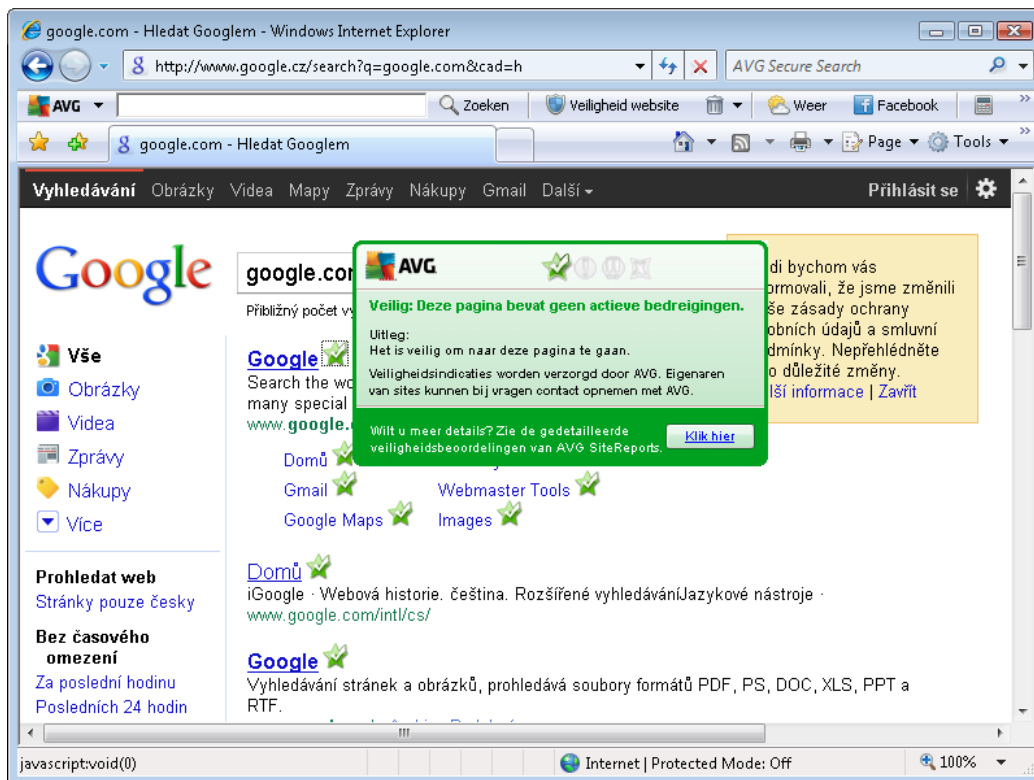 google.com - Hledat Googlem - Windows Internet Explorer
http://www.google.cz/search?q=google.com&cad=h
AVG Secure Search
AVG
Zoeken
Veiligheid website
Weer
Facebook
google.com - Hledat Googlem
Page
Tools
Vyhledávání Obrázky Videa Mapy Zprávy Nákupy Gmail Další
Přihlásit se
Google
google.com
Přibližný počet
AVG
Veilig: Deze pagina bevat geen actieve bedreigingen.
Uitleg:
Het is veilig om naar deze pagina te gaan.
Veiligheidsindicaties worden verzorgd door AVG. Eigenaren
van sites kunnen bij vragen contact opnemen met AVG.
Wilt u meer details? Zie de gedetailleerde
veiligheidsbeoordelingen van AVG SiteReports.
Klik hier
di bychom vás
ormovali, že jsme změnili
še zásady ochrany
obních údajů a smluvní
dmínky. Nepřehlédněte
o důležité změny.
lší informace | Zavřít
Vše
Obrázky
Videa
Zprávy
Nákupy
Více
Prohledat web
Stránky pouze česky
Bez časového
omezení
Za poslední hodinu
Posledních 24 hodin
Google
Search the
many special
www.google.
Domů
Gmail
Webmaster Tools
Google Maps
Images
Domů
iGoogle · Webová historie. čeština. Rozšířené vyhledáváníJazykové nástroje ·
www.google.com/intl/cs/
Google
Vyhledávání stránek a obrázků, prohledává soubory formátů PDF, PS, DOC, XLS, PPT a
RTF.
javascript:void(0)
Internet | Protected Mode: Off
100%